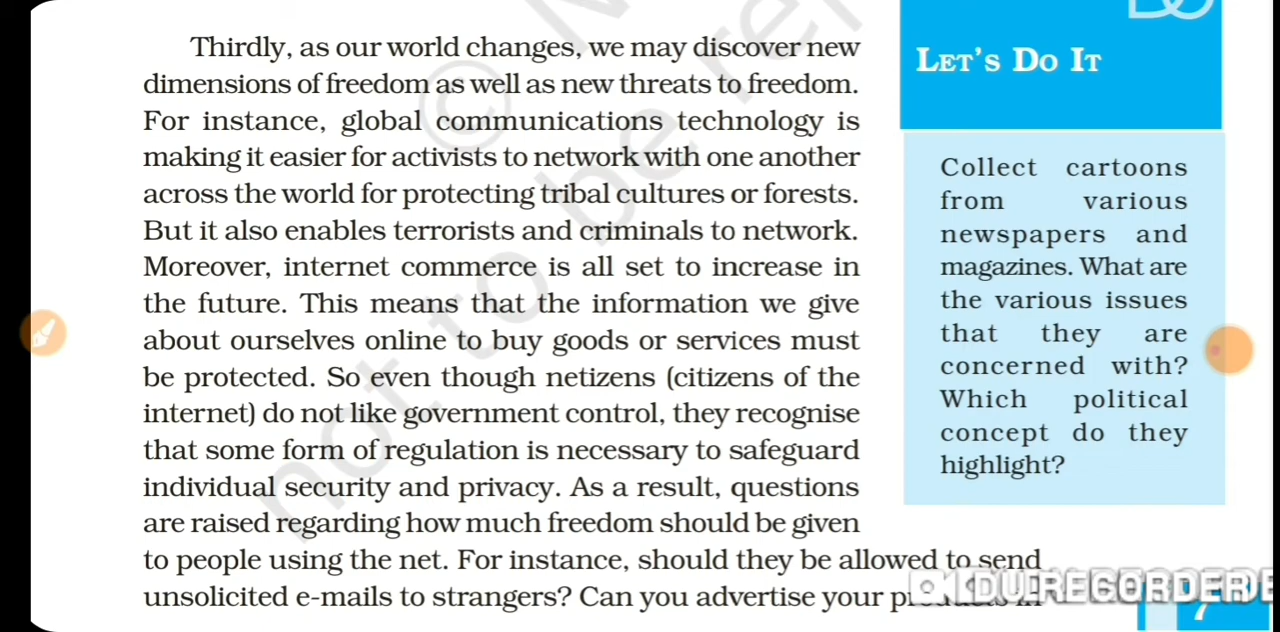 Thirdly, as our world changes, we may discover new
dimensions of freedom as well as new threats to freedom.
For instance, global communications technology is
making it easier for activists to network with one another
across the world for protecting tribal cultures or forests.
But it also enables terrorists and criminals to network.
Moreover, internet commerce is all set to increase in
the future. This means that the information we give
about ourselves online to buy goods or services must
be protected. So even though netizens (citizens of the
internet) do not like government control, they recognise
that some form of regulation is necessary to safeguard
individual security and privacy. As a result, questions
are raised regarding how much freedom should be given
to people using the net. For instance, should they be allowed to send
unsolicited e-mails to strangers? Can you advertise your
LET'S DO IT
Collect cartoons
from various
newspapers and
magazines. What are
the various issues
that they are
concerned with?
Which political
concept do they
highlight?
not to be
©
DU RECORDER
7